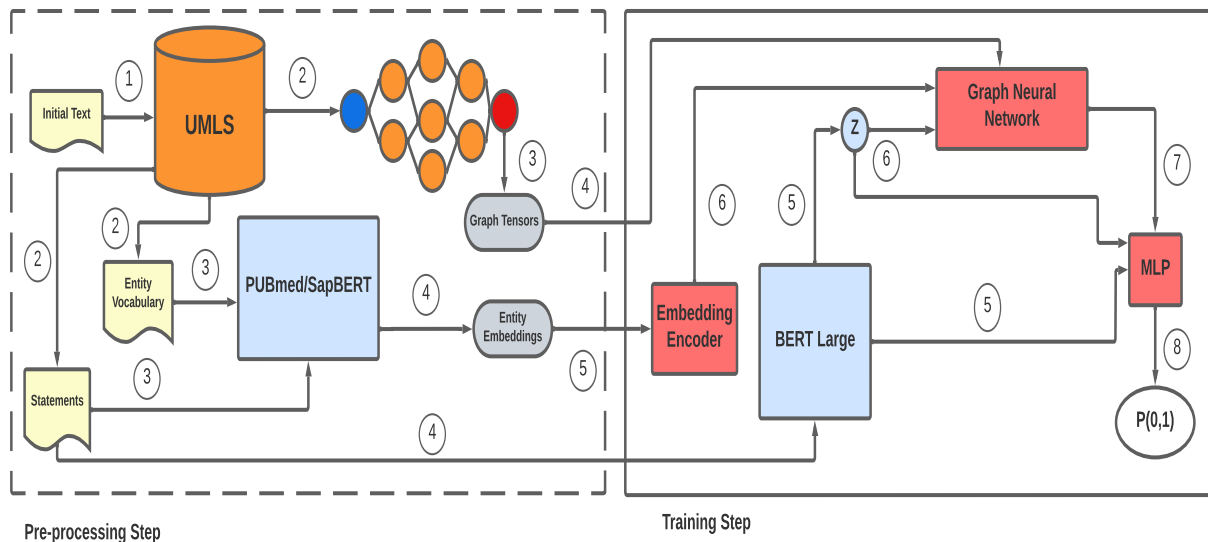 1
2
Initial Text
UMLS
3
4
Graph Tensors
2
2
Entity
Vocabulary
3
PUBmed/SapBERT
4
Entity
Embeddings
5
3
Statements
4
Pre-processing Step
Graph Neural
Network
Z
6
6
5
7
MLP
Embedding
Encoder
BERT Large
5
8
P(0,1)
Training Step